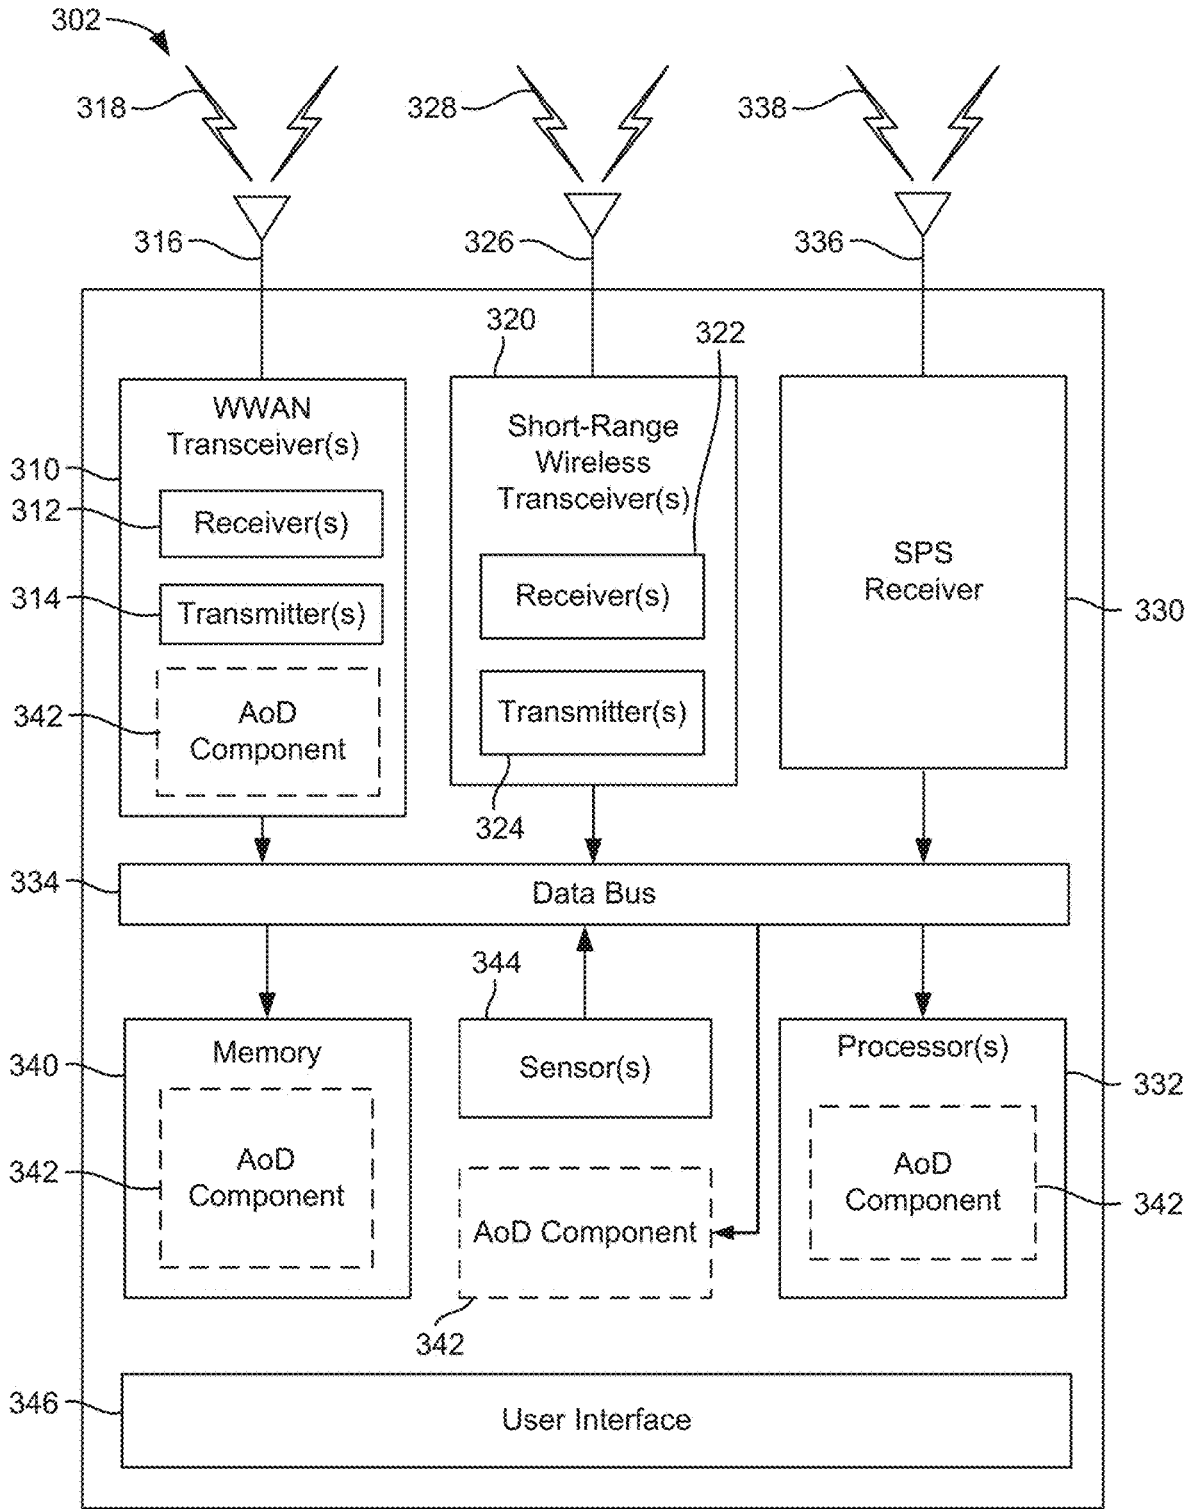 302
318
328
338
316
326
336
320
322
WWAN
Transceiver(s)
Short-Range
Wireless
Transceiver(s)
310
312
Receiver(s)
SPS
Receiver
314
Transmitter(s)
Receiver(s)
330
342
AoD
Component
Transmitter(s)
324
334
Data Bus
344
340
Memory
Sensor(s)
Processor(s)
332
342
AoD
Component
AoD Component
AoD
Component
342
342
346
User Interface